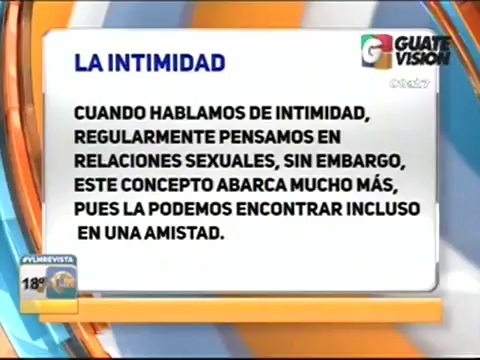 LA INTIMIDAD
GUATE
VISION
CUANDO HABLAMOS DE INTIMIDAD,
REGULARMENTE PENSAMOS EN
RELACIONES SEXUALES, SIN EMBARGO,
ESTE CONCEPTO ABARCA MUCHO MÁS,
PUES LA PODEMOS ENCONTRAR INCLUSO
EN UNA AMISTAD.
#VLMREVISTA
18°